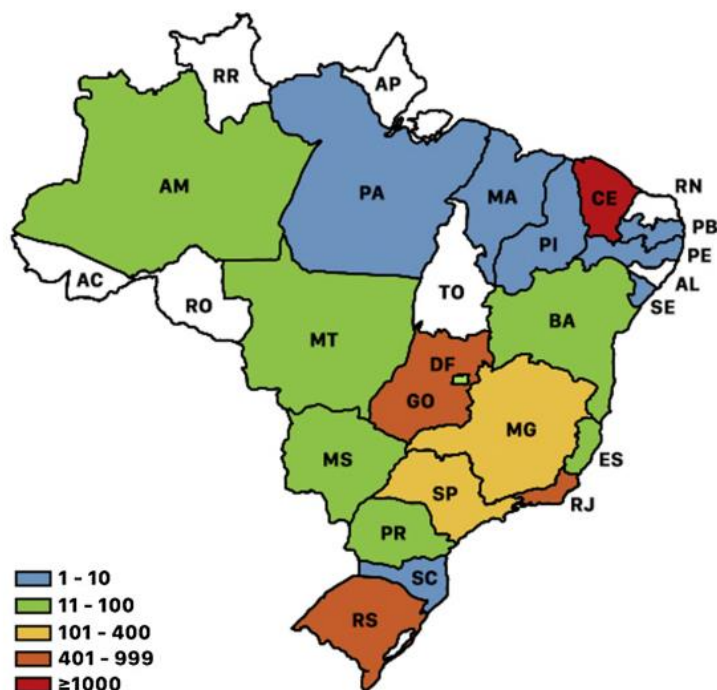 RR
AP
AM
PA
MA
CE
RN
PI
PB
PE
AC
RO
TO
AL
SE
BA
MT
DF
GO
MG
MS
ES
SP
RJ
PR
SC
RS
1 - 10
11 - 100
101 - 400
401 - 999
≥1000